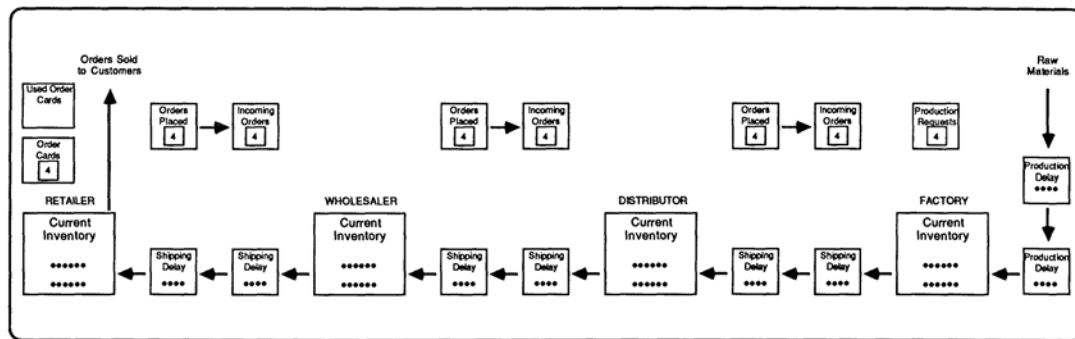 Orders Sold
to Customers
Raw
Materials
Used Order
Cards
Orders
Placed
4
Incoming
Orders
4
Orders
Placed
4
Incoming
Orders
4
Orders
Placed
4
Incoming
Orders
4
Production
Requests
4
Order
Cards
4
Production
Delay
RETAILER
WHOLESALER
DISTRIBUTOR
FACTORY
Current
Inventory
Shipping
Delay
Shipping
Delay
Current
Inventory
Shipping
Delay
Shipping
Delay
Current
Inventory
Shipping
Delay
Shipping
Delay
Current
Inventory
Production
Delay